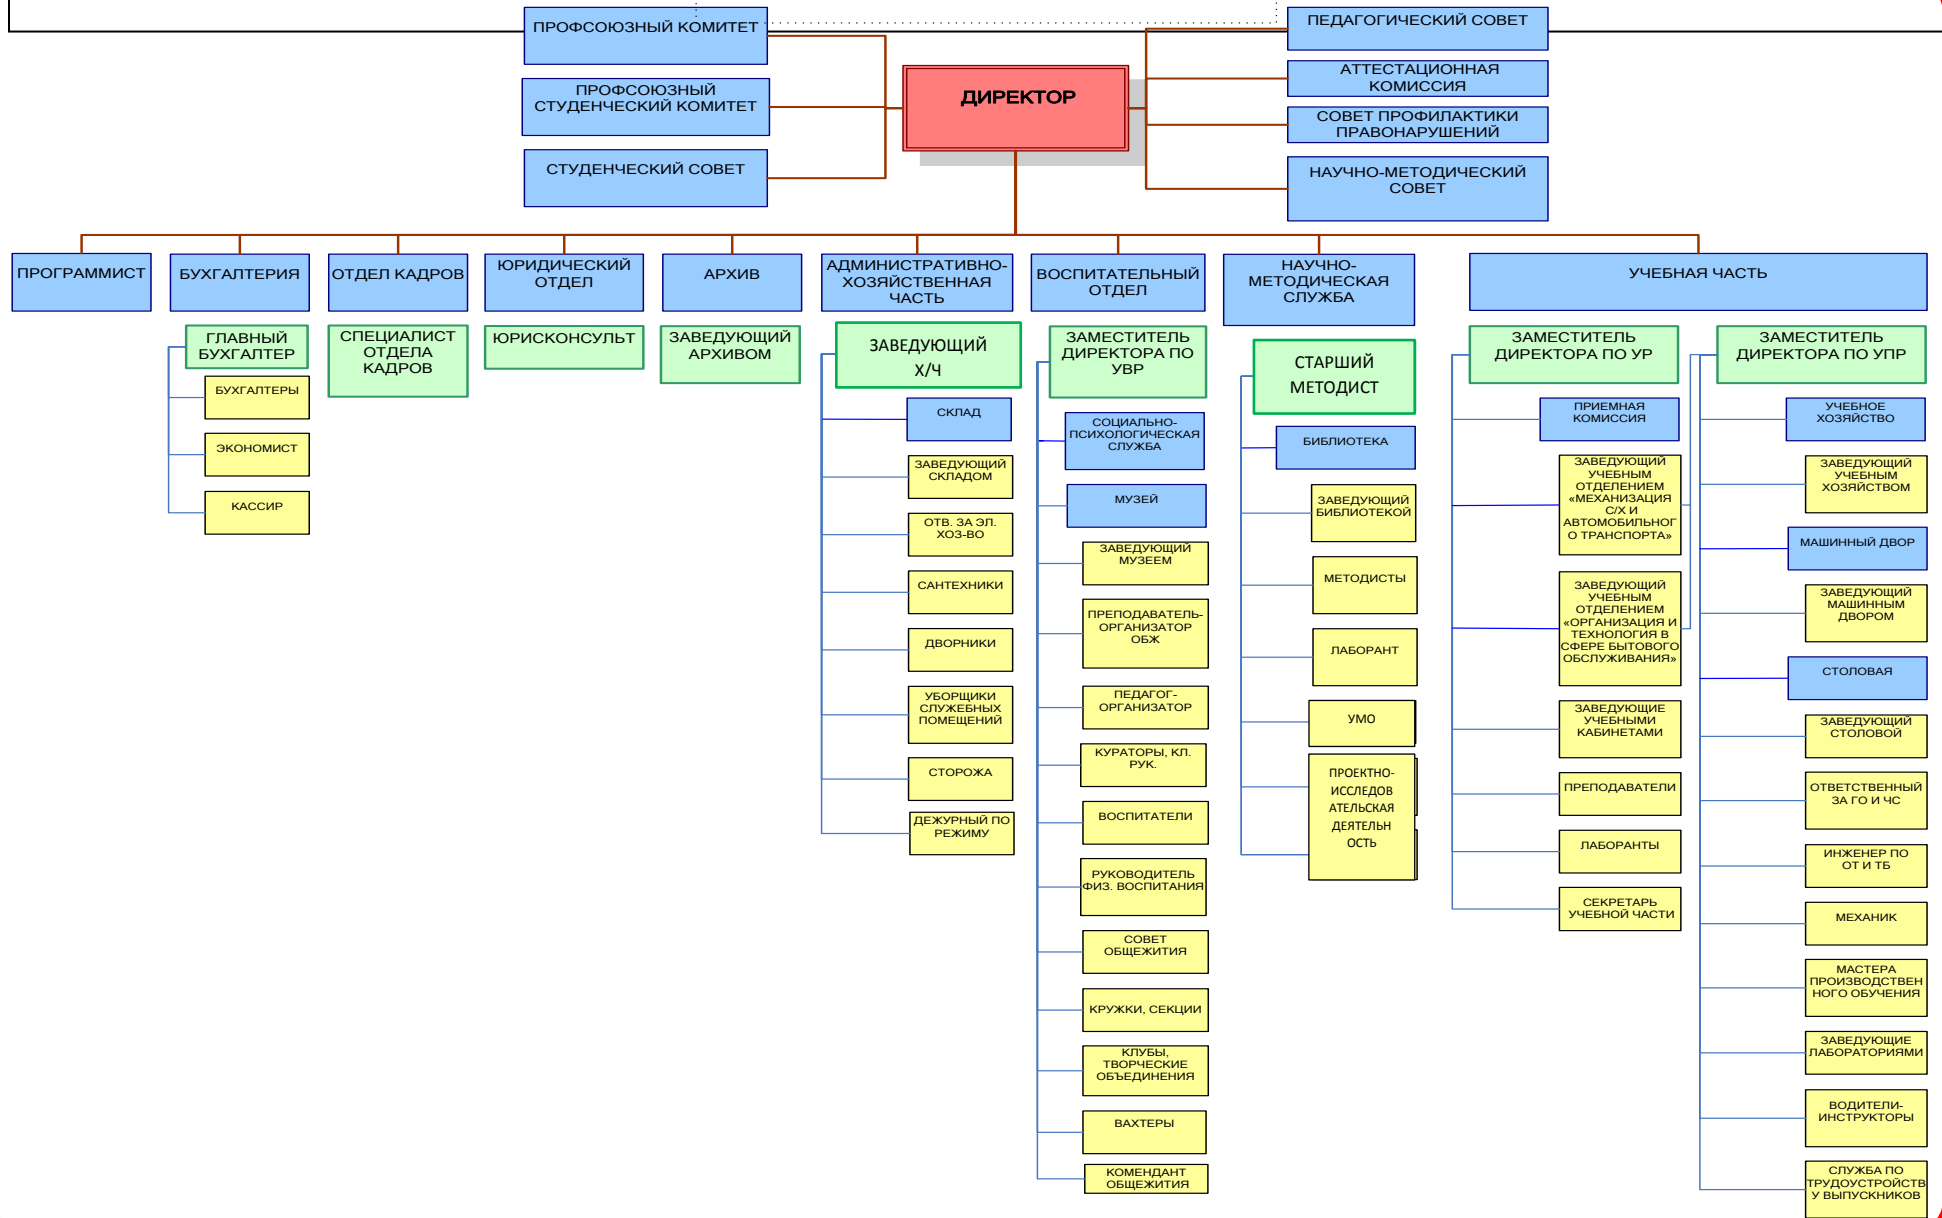 ПРОФСОЮЗНЫЙ КОМИТЕТ
ПРОФСОЮЗНЫЙ
СТУДЕНЧЕСКИЙ КОМИТЕТ
СТУДЕНЧЕСКИЙ СОВЕТ
ДИРЕКТОР
ПЕДАГОГИЧЕСКИЙ СОВЕТ
АТТЕСТАЦИОННАЯ
КОМИССИЯ
СОВЕТ ПРОФИЛАКТИКИ
ПРАВОНАРУШЕНИЙ
НАУЧНО-МЕТОДИЧЕСКИЙ
СОВЕТ
ПРОГРАММИСТ
БУХГАЛТЕРИЯ
ГЛАВНЫЙ
БУХГАЛТЕР
БУХГАЛТЕРЫ
ЭКОНОМИСТ
КАССИР
ОТДЕЛ КАДРОВ
СПЕЦИАЛИСТ
ОТДЕЛА
КАДРОВ
ЮРИДИЧЕСКИЙ
ОТДЕЛ
ЮРИСКОНСУЛЬТ
АРХИВ
ЗАВЕДУЮЩИЙ
АРХИВОМ
АДМИНИСТРАТИВНО-
ХОЗЯЙСТВЕННАЯ
ЧАСТЬ
ЗАВЕДУЮЩИЙ
Х/Ч
СКЛАД
ЗАВЕДУЮЩИЙ
СКЛАДОМ
ОТВ. ЗА ЭЛ.
ХОЗ-ВО
САНТЕХНИКИ
ДВОРНИКИ
УБОРЩИКИ
СЛУЖЕБНЫХ
ПОМЕЩЕНИЙ
СТОРОЖА
ДЕЖУРНЫЙ ПО
РЕЖИМУ
ВОСПИТАТЕЛЬНЫЙ
ОТДЕЛ
ЗАМЕСТИТЕЛЬ
ДИРЕКТОРА ПО
УВР
СОЦИАЛЬНО-
ПСИХОЛОГИЧЕСКАЯ
СЛУЖБА
МУЗЕЙ
ЗАВЕДУЮЩИЙ
МУЗЕЕМ
ПРЕПОДАВАТЕЛЬ-
ОРГАНИЗАТОР
ОБЖ
ПЕДАГОГ-
ОРГАНИЗАТОР
КУРАТОРЫ, КЛ.
РУК.
ВОСПИТАТЕЛИ
РУКОВОДИТЕЛЬ
ФИЗ. ВОСПИТАНИЯ
СОВЕТ
ОБЩЕЖИТИЯ
КРУЖКИ, СЕКЦИИ
КЛУБЫ,
ТВОРЧЕСКИЕ
ОБЪЕДИНЕНИЯ
ВАХТЕРЫ
КОМЕНДАНТ
ОБЩЕЖИТИЯ
НАУЧНО-
МЕТОДИЧЕСКАЯ
СЛУЖБА
СТАРШИЙ
МЕТОДИСТ
БИБЛИОТЕКА
ЗАВЕДУЮЩИЙ
БИБЛИОТЕКОЙ
МЕТОДИСТЫ
ЛАБОРАНТ
УМО
ПРОЕКТНО-
ИССЛЕДОВ
АТЕЛЬСКАЯ
ДЕЯТЕЛЬН
ОСТЬ
УЧЕБНАЯ ЧАСТЬ
ЗАМЕСТИТЕЛЬ
ДИРЕКТОРА ПО УР
ПРИЕМНАЯ
КОМИССИЯ
ЗАВЕДУЮЩИЙ
УЧЕБНЫМ
ОТДЕЛЕНИЕМ
«МЕХАНИЗАЦИЯ
С/Х И
АВТОМОБИЛЬНОГ
О ТРАНСПОРТА»
ЗАВЕДУЮЩИЙ
УЧЕБНЫМ
ОТДЕЛЕНИЕМ
«ОРГАНИЗАЦИЯ И
ТЕХНОЛОГИЯ В
СФЕРЕ БЫТОВОГО
ОБСЛУЖИВАНИЯ»
ЗАВЕДУЮЩИЕ
УЧЕБНЫМИ
КАБИНЕТАМИ
ПРЕПОДАВАТЕЛИ
ЛАБОРАНТЫ
СЕКРЕТАРЬ
УЧЕБНОЙ ЧАСТИ
ЗАМЕСТИТЕЛЬ
ДИРЕКТОРА ПО УПР
УЧЕБНОЕ
ХОЗЯЙСТВО
ЗАВЕДУЮЩИЙ
УЧЕБНЫМ
ХОЗЯЙСТВОМ
МАШИННЫЙ ДВОР
ЗАВЕДУЮЩИЙ
МАШИННЫМ
ДВОРОМ
СТОЛОВАЯ
ЗАВЕДУЮЩИЙ
СТОЛОВОЙ
ОТВЕТСТВЕННЫЙ
ЗА ГО И ЧС
ИНЖЕНЕР ПО
ОТ И ТБ
МЕХАНИК
МАСТЕРА
ПРОИЗВОДСТВЕН
НОГО ОБУЧЕНИЯ
ЗАВЕДУЮЩИЕ
ЛАБОРАТОРИЯМИ
ВОДИТЕЛИ-
ИНСТРУКТОРЫ
СЛУЖБА ПО
ТРУДОУСТРОЙСТВ
У ВЫПУСКНИКОВ